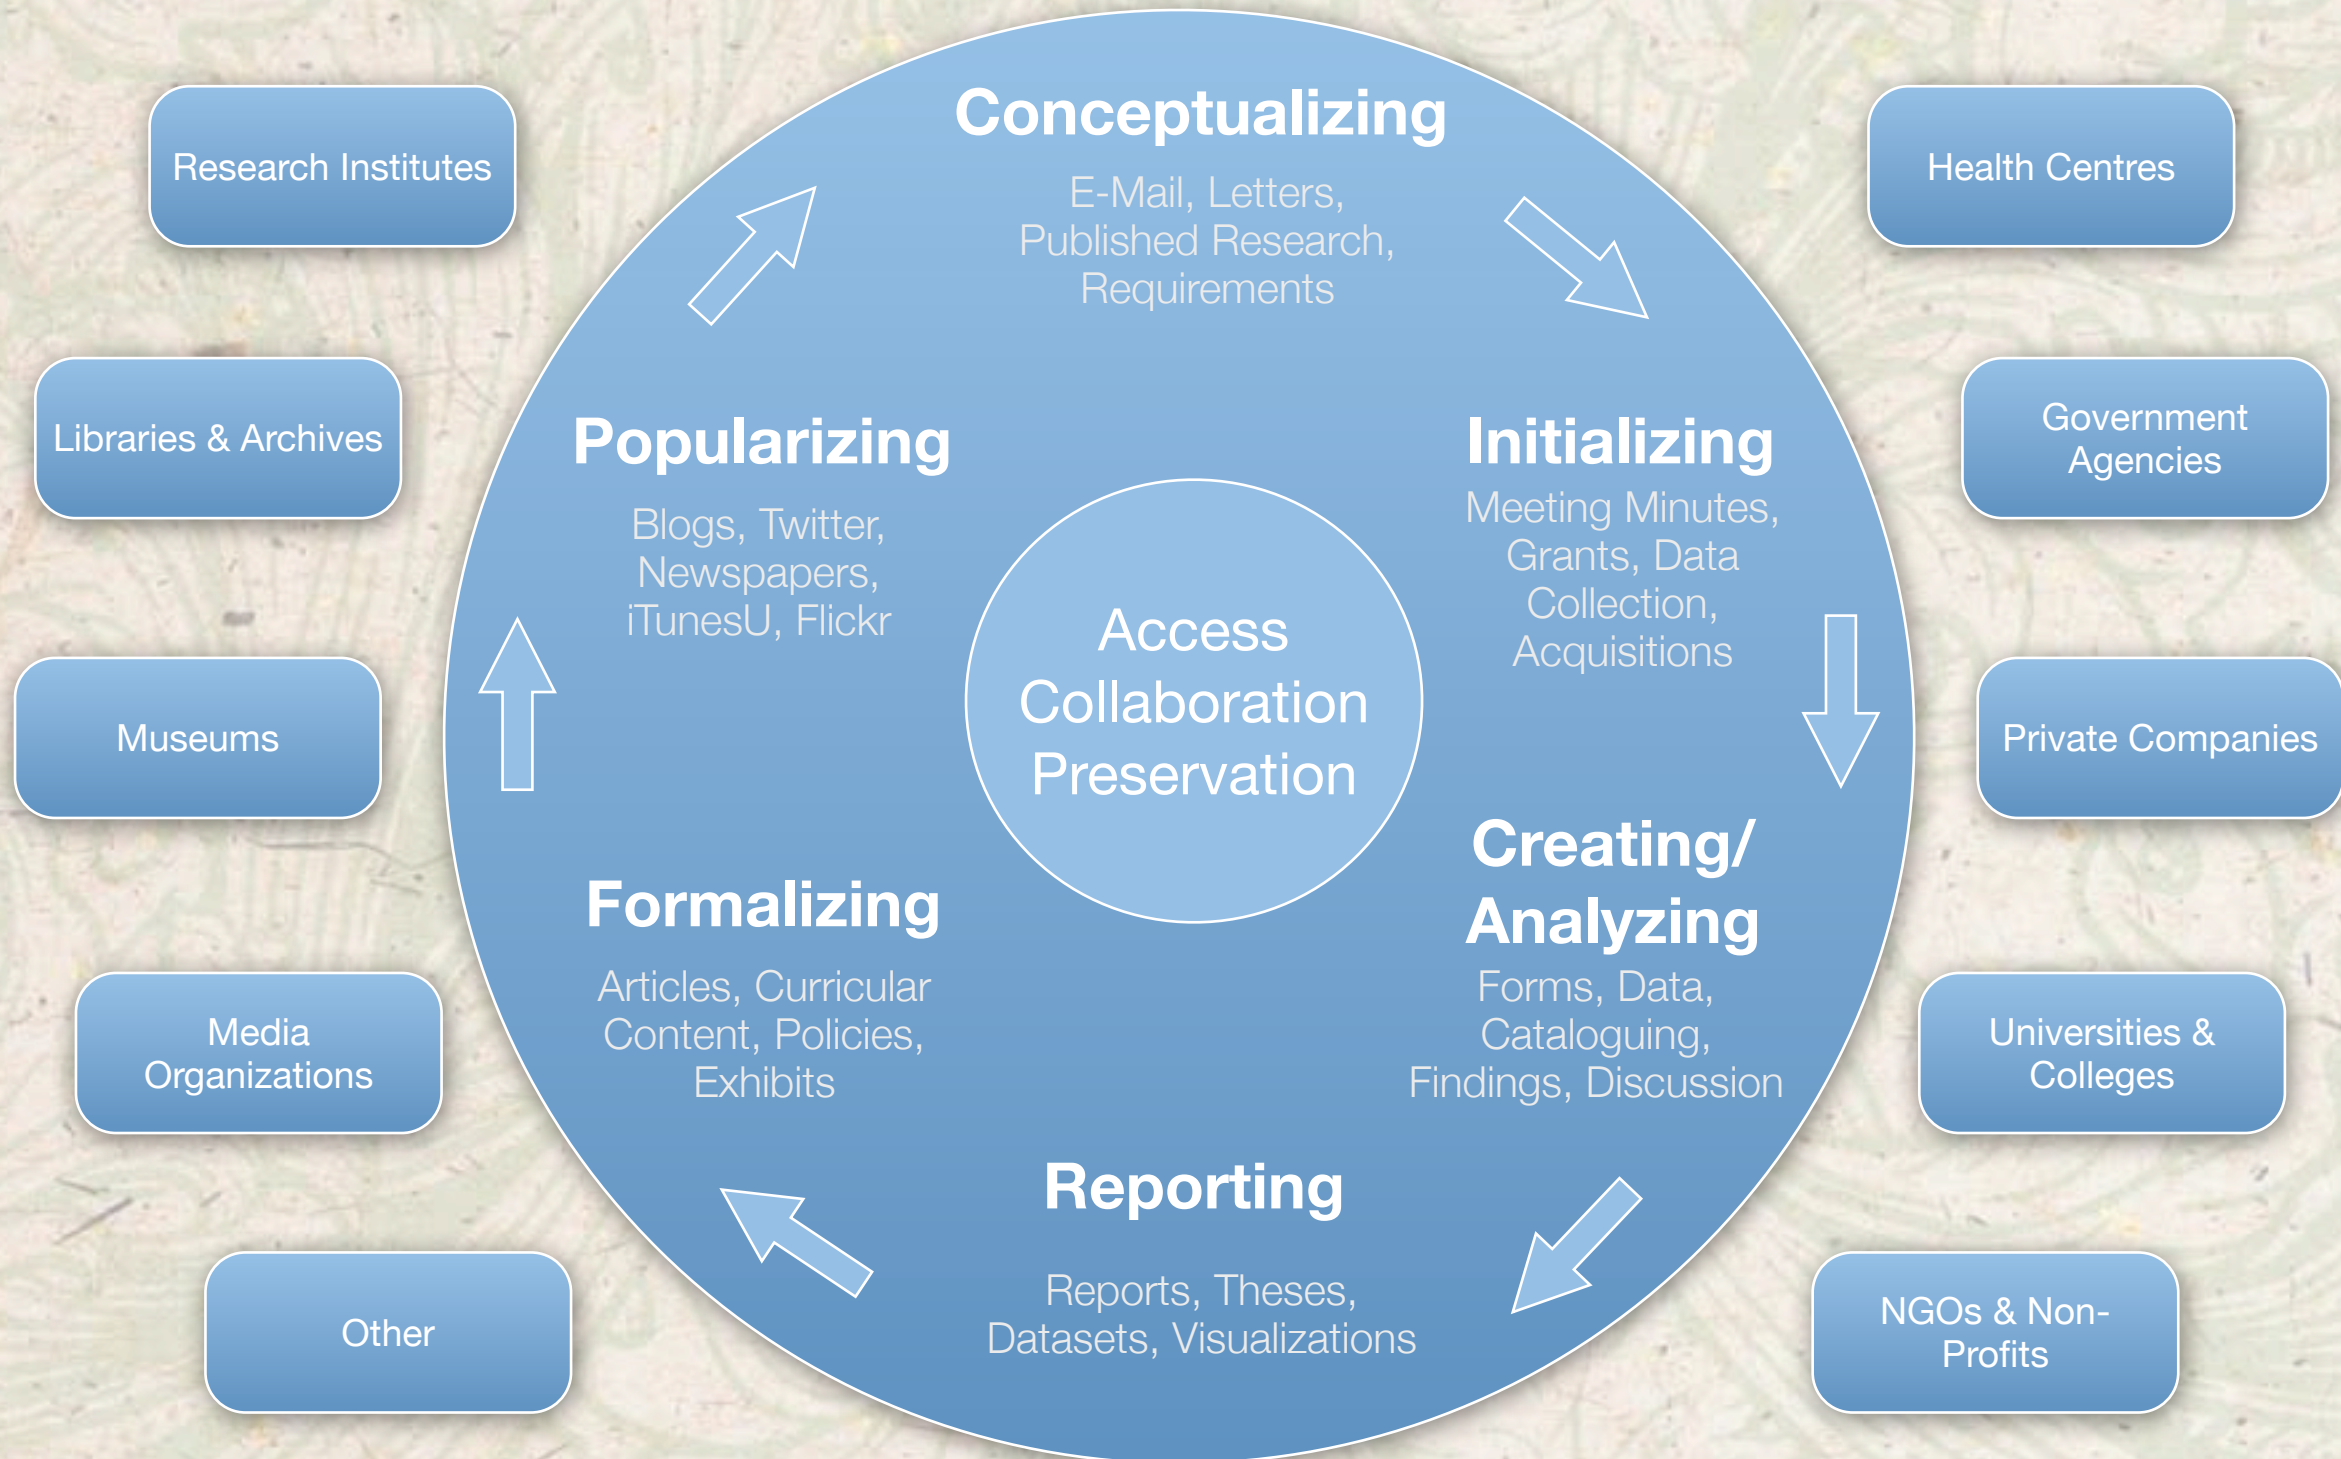 Conceptualizing
E-Mail, Letters,
Published Research,
Requirements
Initializing
Meeting Minutes,
Grants, Data
Collection,
Acquisitions
Creating/
Analyzing
Forms, Data,
Cataloguing,
Findings, Discussion
Reporting
Reports, Theses,
Datasets, Visualizations
Formalizing
Articles, Curricular
Content, Policies,
Exhibits
Popularizing
Blogs, Twitter,
Newspapers,
iTunesU, Flickr
Access
Collaboration
Preservation
Research Institutes
Libraries & Archives
Museums
Media
Organizations
Other
Health Centres
Government
Agencies
Private Companies
Universities &
Colleges
NGOs & Non-
Profits